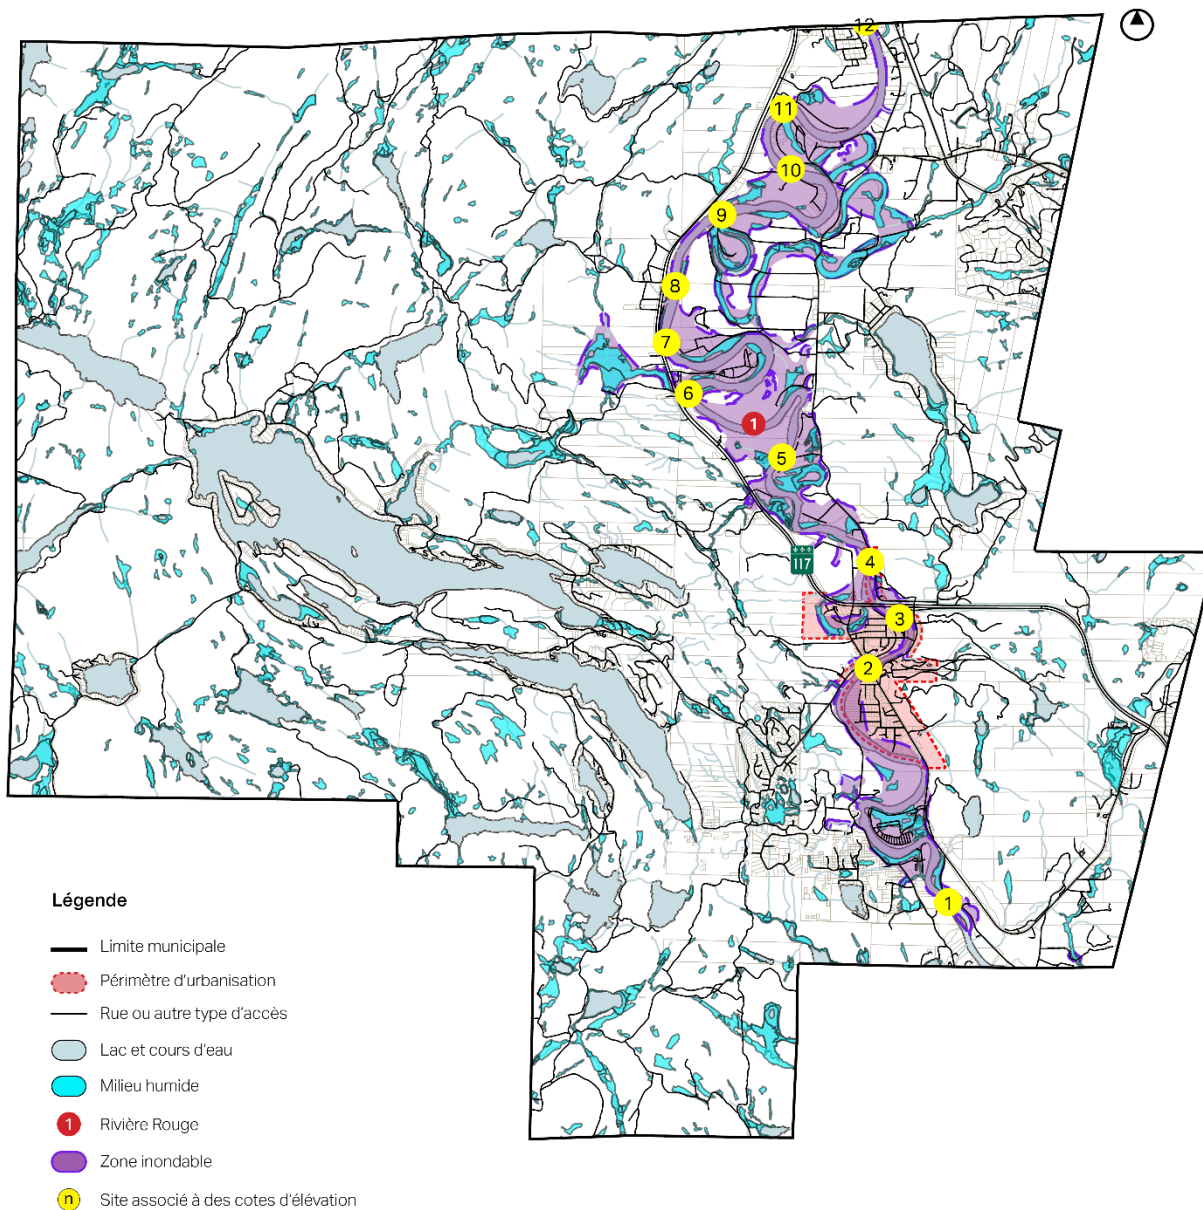 12
11
10
9
8
7
6
1
5
4
117
3
2
1
Légende
Limite municipale
Périmètre d'urbanisation
Rue ou autre type d'accès
Lac et cours d'eau
Milieu humide
1 Rivière Rouge
Zone inondable
n Site associé à des cotes d'élévation